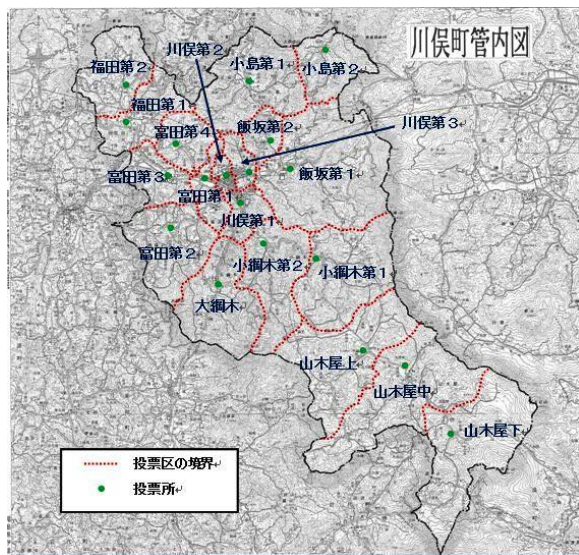 川俣町管内図
川俣第２
福田第２
小島第１
小島第２
福田第１
飯坂第２
川俣第３
富田第４
富田第３
飯坂第１
富田第１
川俣第１
富田第２
小綱木第２
小綱木第１
大綱木
山木屋上
山木屋中
山木屋下
投票区の境界
投票所